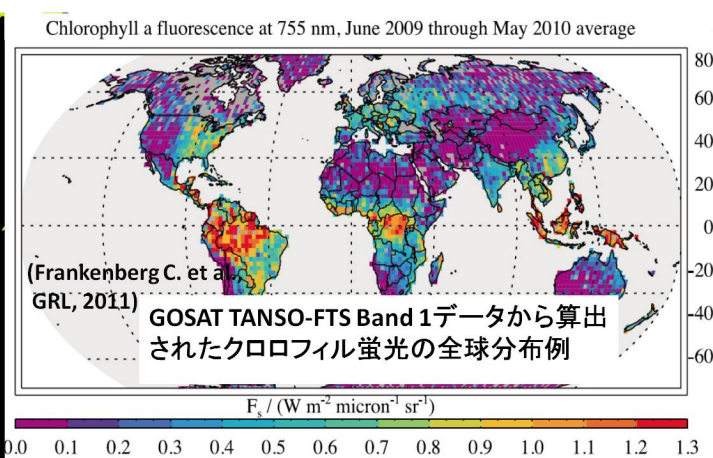 Chlorophyll a fluorescence at 755 nm, June 2009 through May 2010 average
80
60
40
20
0
-20
-40
-60
(Frankenberg C. et al.
GRL, 2011)
GOSAT TANSO-FTS Band 1データから算出
されたクロロフィル蛍光の全球分布例
Fs / (W m⁻² micron⁻¹ sr⁻¹)
0.0 0.1 0.2 0.3 0.4 0.5 0.6 0.7 0.8 0.9 1.0 1.1 1.2 1.3